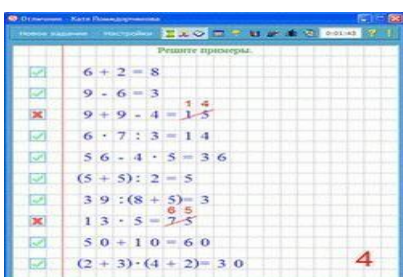 Отличник - Катя Помидорчикова
Новое задание Настройки 0:01:43 ?
Решите примеры.
6 + 2 = 8
9 - 6 = 3
1 4
9 + 9 - 4 = 1 5
6 · 7 : 3 = 1 4
5 6 - 4 · 5 = 3 6
(5 + 5) : 2 = 5
3 9 : (8 + 5) = 3
6 5
1 3 · 5 = 7 5
5 0 + 1 0 = 6 0
(2 + 3) · (4 + 2) = 3 0
4